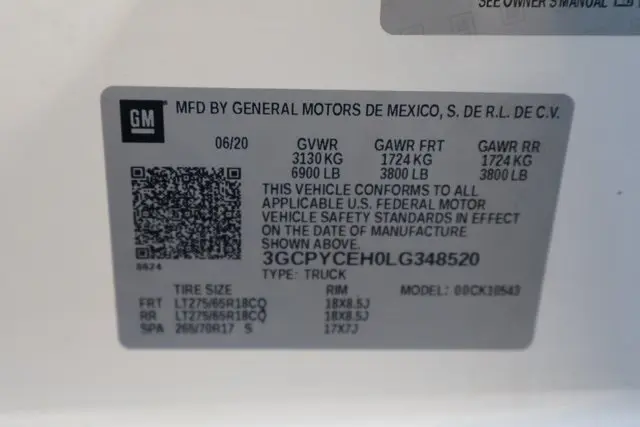 SEE OWNER'S MANUAL
GM MFD BY GENERAL MOTORS DE MEXICO, S. DE R.L. DE C.V.
06/20 GVWR GAWR FRT GAWR RR
3130 KG 1724 KG 1724 KG
6900 LB 3800 LB 3800 LB
THIS VEHICLE CONFORMS TO ALL
APPLICABLE U.S. FEDERAL MOTOR
VEHICLE SAFETY STANDARDS IN EFFECT
ON THE DATE OF MANUFACTURE
SHOWN ABOVE.
3GCPYCEH0LG348520
8624
TYPE: TRUCK
TIRE SIZE RIM MODEL: 00CK10543
FRT LT275/65R18CQ 18X8.5J
RR LT275/65R18CQ 18X8.5J
SPA 265/70R17 S 17X7J